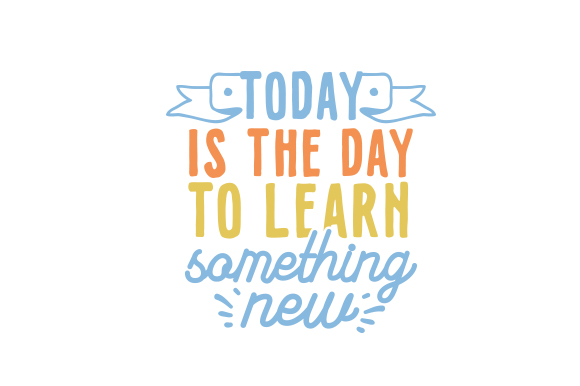 TODAY
IS THE DAY
TO LEARN
something
new